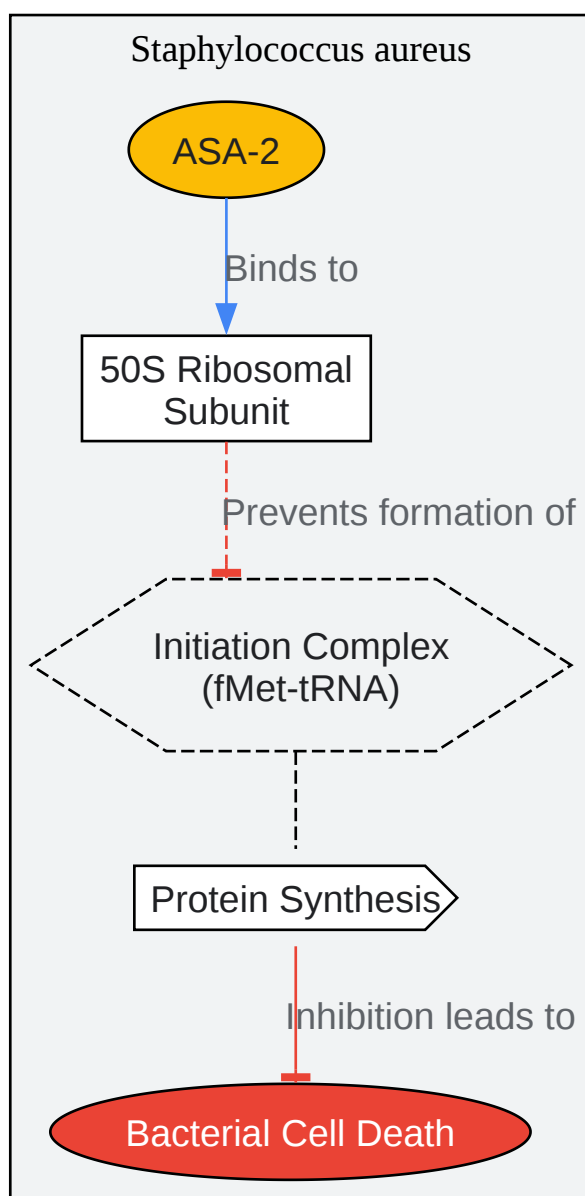 Staphylococcus aureus
ASA-2
Binds to
50S Ribosomal
Subunit
Prevents formation of
Initiation Complex
(fMet-tRNA)
Protein Synthesis
Inhibition leads to
Bacterial Cell Death